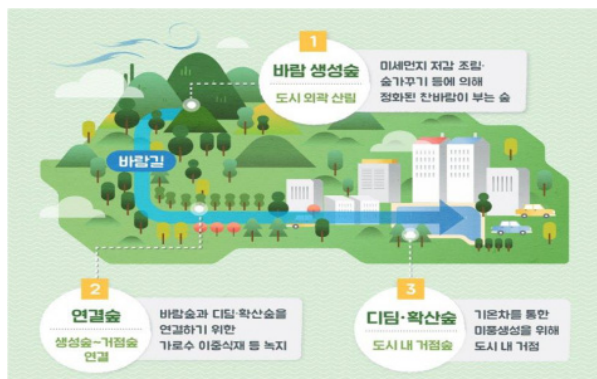 1
바람 생성숲
도시 외곽 산림
미세먼지 저감 조림·
숲가꾸기 등에 의해
정화된 찬바람이 부는 숲
바람길
2
연결숲
생성숲~거점숲
연결
바람숲과 디딤·확산숲을
연결하기 위한
가로수 이중식재 등 녹지
3
디딤·확산숲
도시 내 거점숲
기온차를 통한
미풍생성을 위해
도시 내 거점